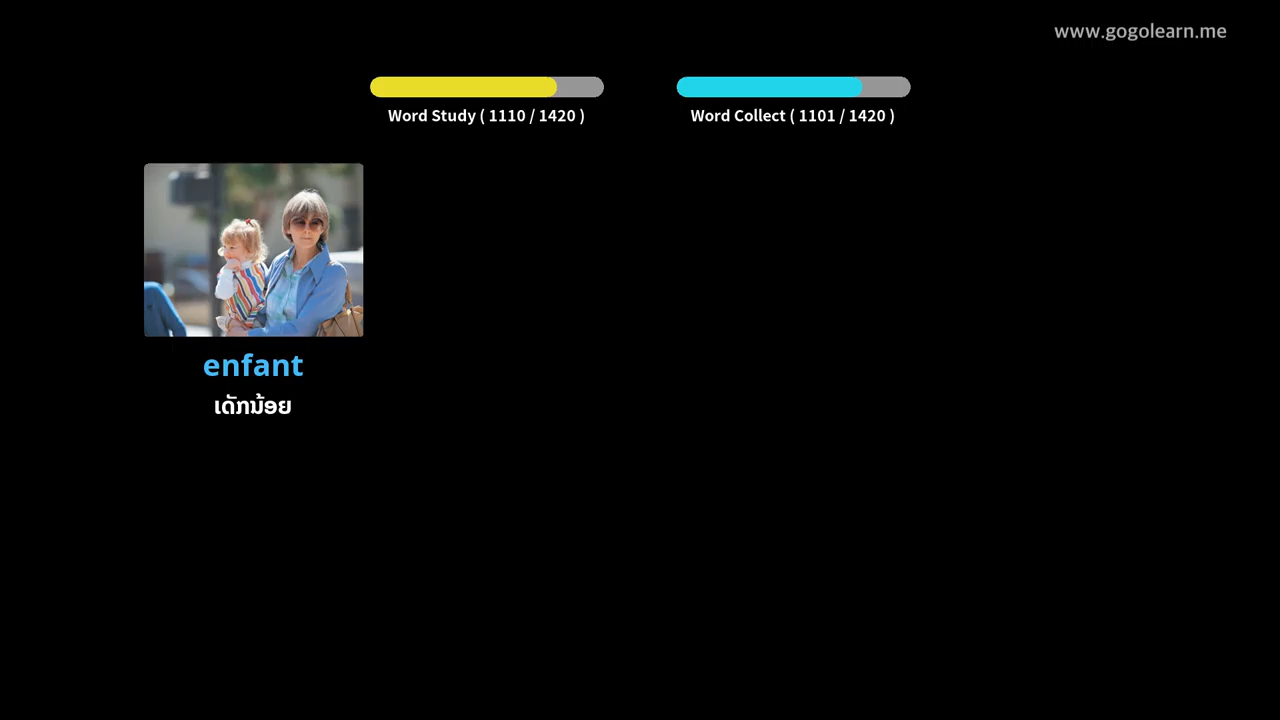 www.gogolearn.me
Word Study ( 1110 / 1420 )
Word Collect ( 1101 / 1420 )
enfant
ເດັກນ້ອຍ